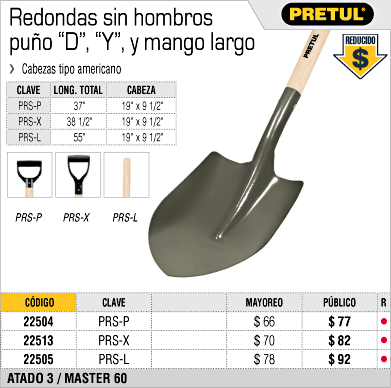 Redondas sin hombros
puño “D”, “Y”, y mango largo
PRETUL®
REDUCIDO
$
PRETUL
› Cabezas tipo americano
CLAVE LONG. TOTAL CABEZA
PRS-P 37" 19" x 9 1/2"
PRS-X 38 1/2" 19" x 9 1/2"
PRS-L 55" 19" x 9 1/2"
PRS-P PRS-X PRS-L
CÓDIGO CLAVE MAYOREO PÚBLICO R
22504 PRS-P $ 66 $ 77
22513 PRS-X $ 70 $ 82
22505 PRS-L $ 78 $ 92
ATADO 3 / MASTER 60